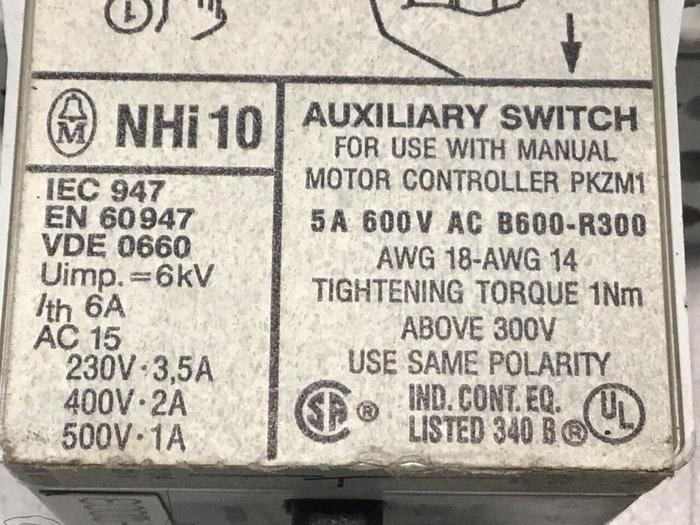 NHi 10
IEC 947
EN 60947
VDE 0660
Uimp. = 6kV
Ith 6A
AC 15
230V · 3,5A
400V · 2A
500V · 1A
AUXILIARY SWITCH
FOR USE WITH MANUAL
MOTOR CONTROLLER PKZM1
5A 600V AC B600-R300
AWG 18-AWG 14
TIGHTENING TORQUE 1Nm
ABOVE 300V
USE SAME POLARITY
SA ® IND. CONT. EQ. UL
LISTED 340 B ®